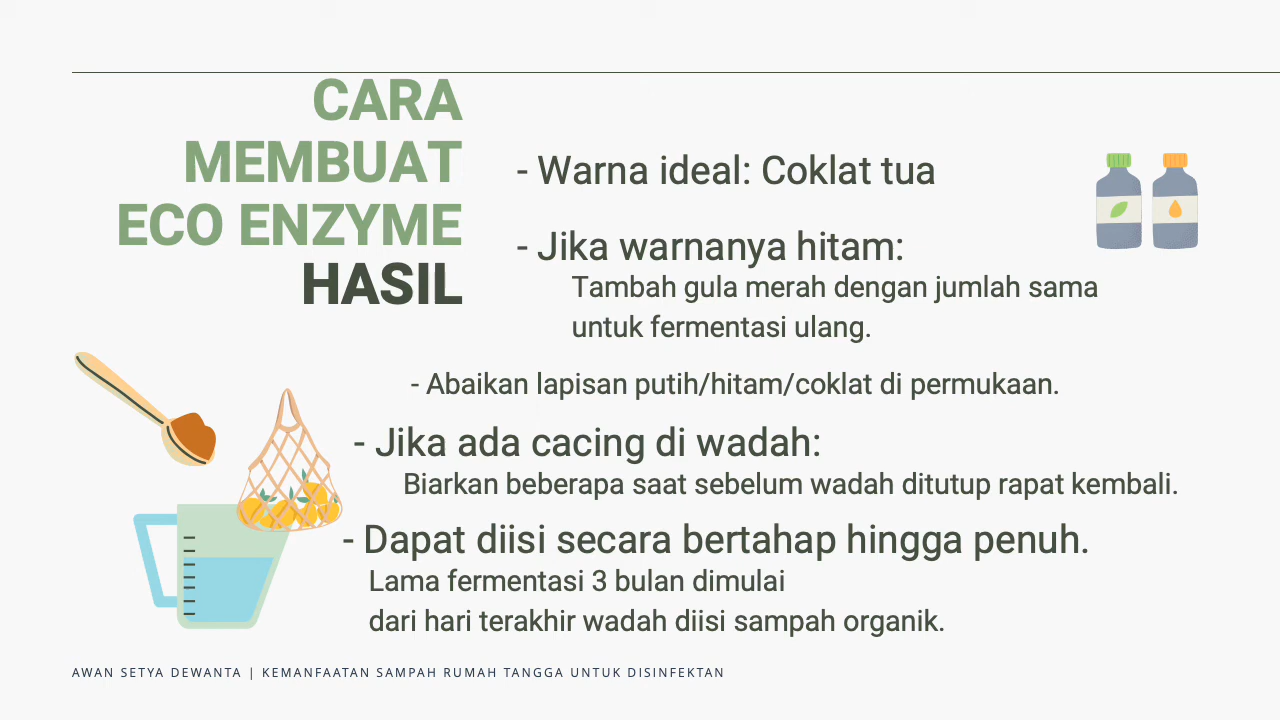 CARA
MEMBUAT
ECO ENZYME
HASIL
- Warna ideal: Coklat tua
- Jika warnanya hitam:
Tambah gula merah dengan jumlah sama
untuk fermentasi ulang.
- Abaikan lapisan putih/hitam/coklat di permukaan.
- Jika ada cacing di wadah:
Biarkan beberapa saat sebelum wadah ditutup rapat kembali.
- Dapat diisi secara bertahap hingga penuh.
Lama fermentasi 3 bulan dimulai
dari hari terakhir wadah diisi sampah organik.
AWAN SETYA DEWANTA | KEMANFAATAN SAMPAH RUMAH TANGGA UNTUK DISINFEKTAN